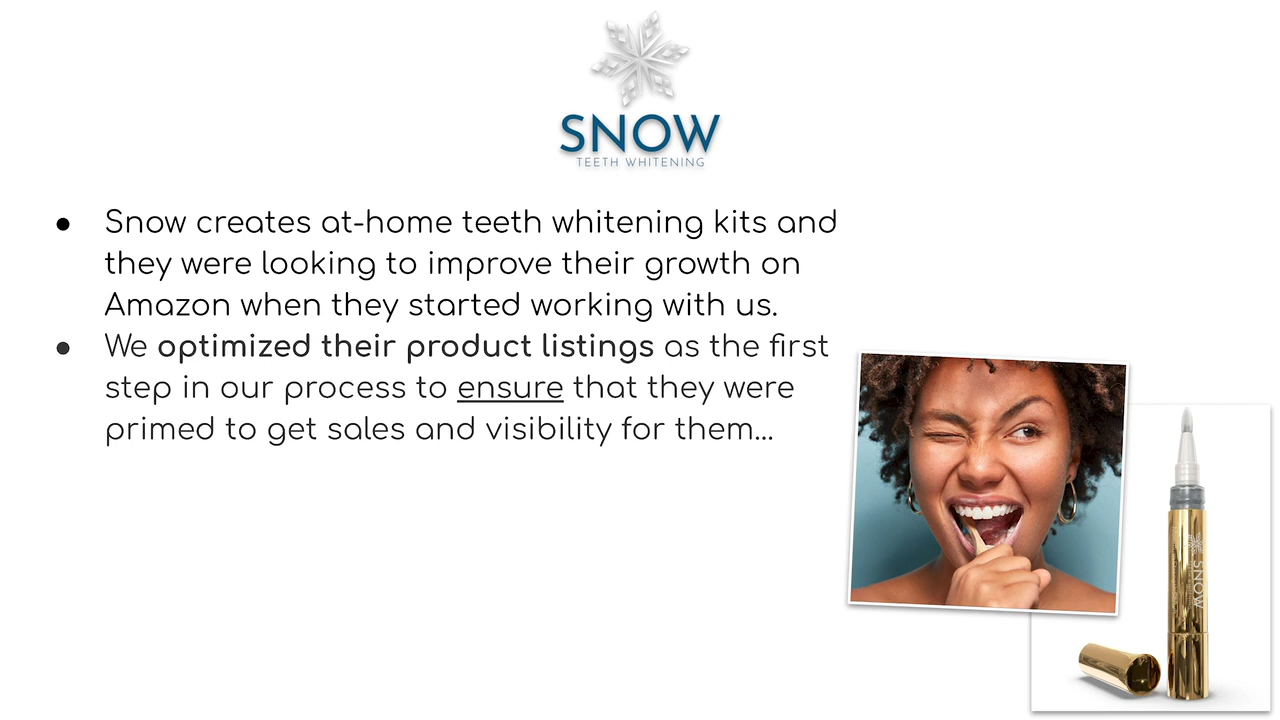 SNOW
TEETH WHITENING
● Snow creates at-home teeth whitening kits and
they were looking to improve their growth on
Amazon when they started working with us.
● We optimized their product listings as the first
step in our process to ensure that they were
primed to get sales and visibility for them...
SNOW